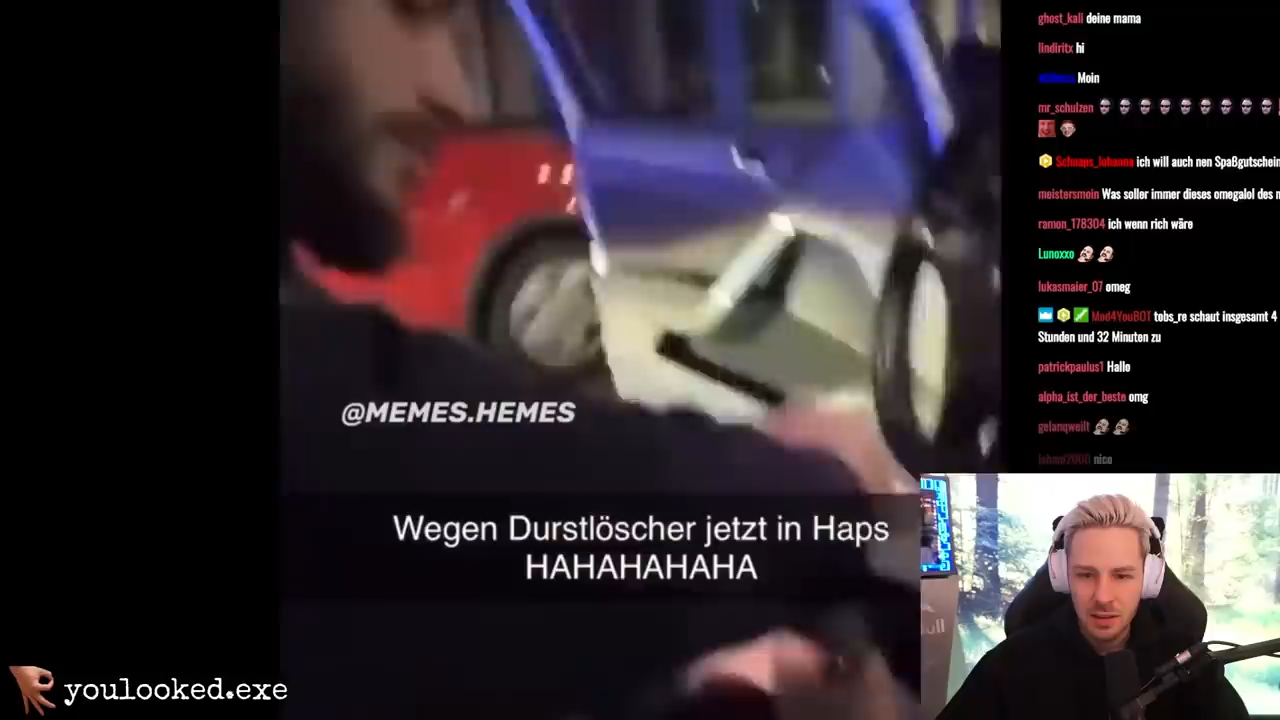 ghost_kali deine mama
lindiritx hi
Moin
mr_schulzen
Schnaps_Johanna ich will auch nen Spaßgutschein
meistersmoin Was soller immer dieses omegalol des m
ramon_178304 ich wenn rich wäre
Lunoxxo
lukasmaier_07 omeg
Mod4YouBOT tobs_re schaut insgesamt 4
Stunden und 32 Minuten zu
patrickpaulus1 Hallo
alpha_ist_der_beste omg
gelangweilt
nico
@MEMES.HEMES
Wegen Durstlöscher jetzt in Haps
HAHAHAHAHA
youlooked.exe